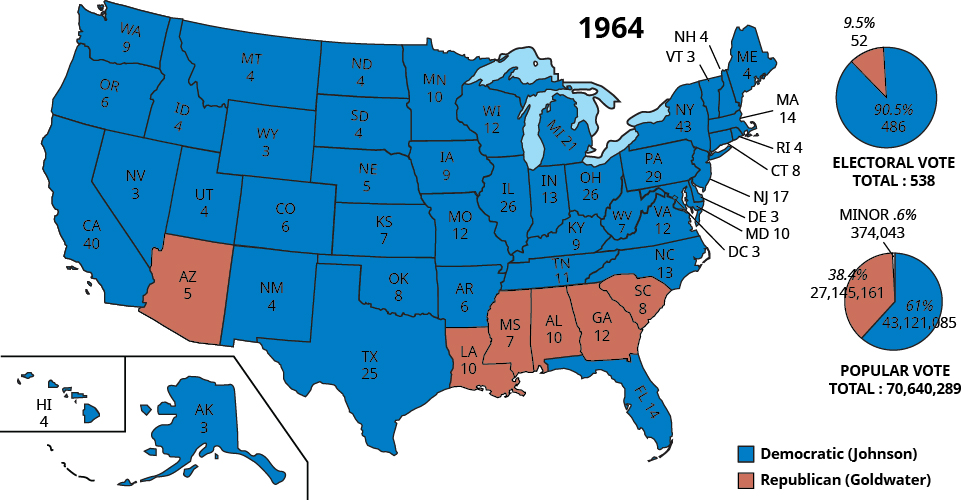 1964
WA
9
OR
6
CA
40
ID
4
NV
3
MT
4
WY
3
UT
4
AZ
5
CO
6
NM
4
ND
4
SD
4
NE
5
KS
7
OK
8
TX
25
MN
10
IA
9
MO
12
AR
6
LA
10
WI
12
IL
26
MI 21
IN
13
OH
26
KY
9
TN
11
MS
7
AL
10
GA
12
FL 14
SC
8
NC
13
VA
12
WV
7
PA
29
NY
43
ME
4
NH 4
VT 3
MA
14
RI 4
CT 8
NJ 17
DE 3
MD 10
DC 3
HI
4
AK
3
9.5%
52
90.5%
486
ELECTORAL VOTE
TOTAL : 538
MINOR .6%
374,043
38.4%
27,145,161
61%
43,121,085
POPULAR VOTE
TOTAL : 70,640,289
Democratic (Johnson)
Republican (Goldwater)